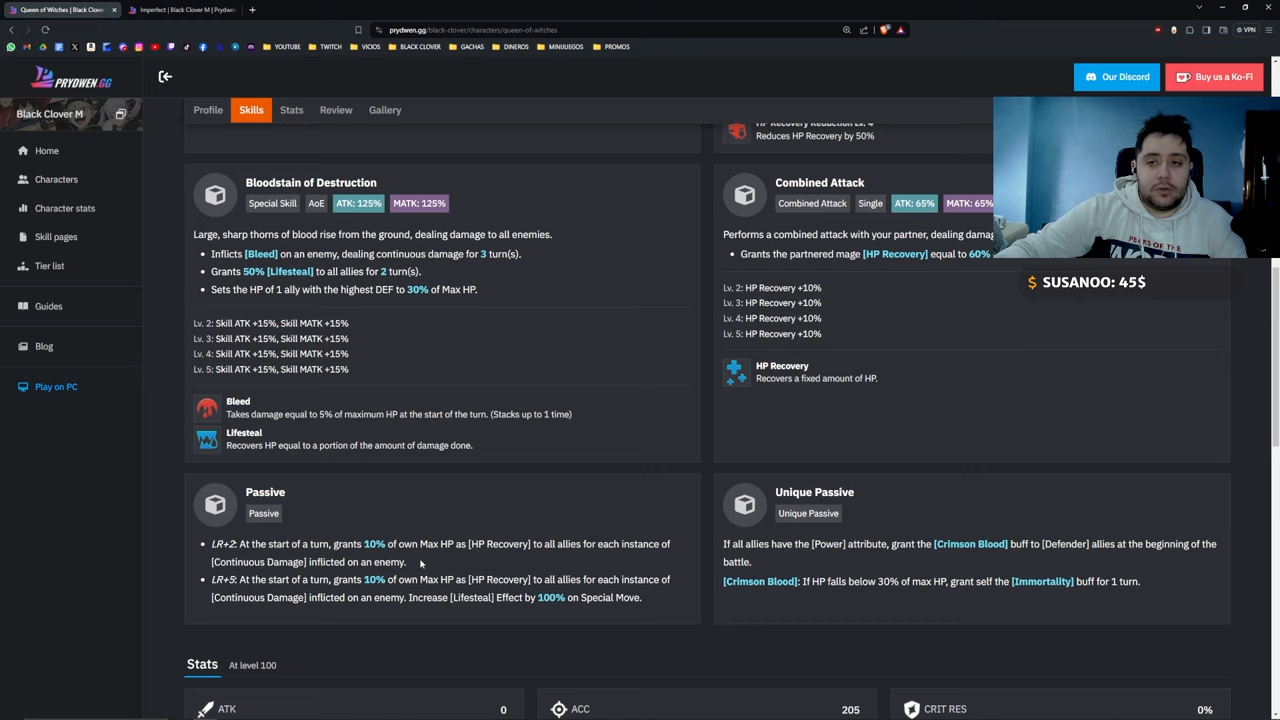 Queen of Witches | Black Clover
Imperfect | Black Clover M | Prydwen
prydwen.gg/black-clover/characters/queen-of-witches
VPN
YOUTUBE
TWITCH
VICIOS
BLACK CLOVER
GACHAS
DINEROS
MINIJUEGOS
PROMOS
PRYDWEN.GG
Our Discord
Buy us a Ko-Fi
Black Clover M
Home
Characters
Character stats
Skill pages
Tier list
Guides
Blog
Play on PC
Profile
Skills
Stats
Review
Gallery
HP Recovery Reduction Lv. 4
Reduces HP Recovery by 50%
Bloodstain of Destruction
Special Skill
AoE
ATK: 125%
MATK: 125%
Large, sharp thorns of blood rise from the ground, dealing damage to all enemies.
• Inflicts [Bleed] on an enemy, dealing continuous damage for 3 turn(s).
• Grants 50% [Lifesteal] to all allies for 2 turn(s).
• Sets the HP of 1 ally with the highest DEF to 30% of Max HP.
Lv. 2: Skill ATK +15%, Skill MATK +15%
Lv. 3: Skill ATK +15%, Skill MATK +15%
Lv. 4: Skill ATK +15%, Skill MATK +15%
Lv. 5: Skill ATK +15%, Skill MATK +15%
Bleed
Takes damage equal to 5% of maximum HP at the start of the turn. (Stacks up to 1 time)
Lifesteal
Recovers HP equal to a portion of the amount of damage done.
Combined Attack
Combined Attack
Single
ATK: 65%
MATK: 65%
Performs a combined attack with your partner, dealing
• Grants the partnered mage [HP Recovery] equal to 60%
Lv. 2: HP Recovery +10%
Lv. 3: HP Recovery +10%
Lv. 4: HP Recovery +10%
Lv. 5: HP Recovery +10%
HP Recovery
Recovers a fixed amount of HP.
$ SUSANOO: 45$
Passive
Passive
• LR+2: At the start of a turn, grants 10% of own Max HP as [HP Recovery] to all allies for each instance of
[Continuous Damage] inflicted on an enemy.
• LR+5: At the start of a turn, grants 10% of own Max HP as [HP Recovery] to all allies for each instance of
[Continuous Damage] inflicted on an enemy. Increase [Lifesteal] Effect by 100% on Special Move.
Unique Passive
Unique Passive
If all allies have the [Power] attribute, grant the [Crimson Blood] buff to [Defender] allies at the beginning of the
battle.
[Crimson Blood]: If HP falls below 30% of max HP, grant self the [Immortality] buff for 1 turn.
Stats
At level 100
ATK
0
ACC
205
CRIT RES
0%